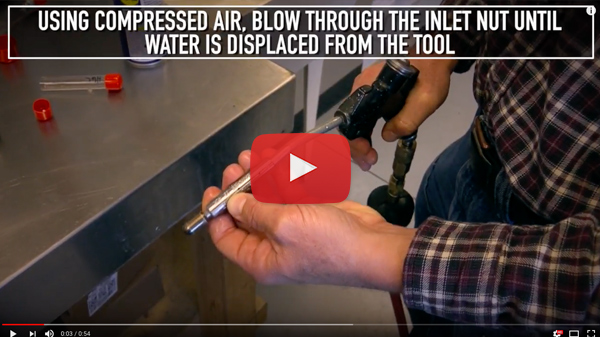 USING COMPRESSED AIR, BLOW THROUGH THE INLET NUT UNTIL
WATER IS DISPLACED FROM THE TOOL
0:03 / 0:54